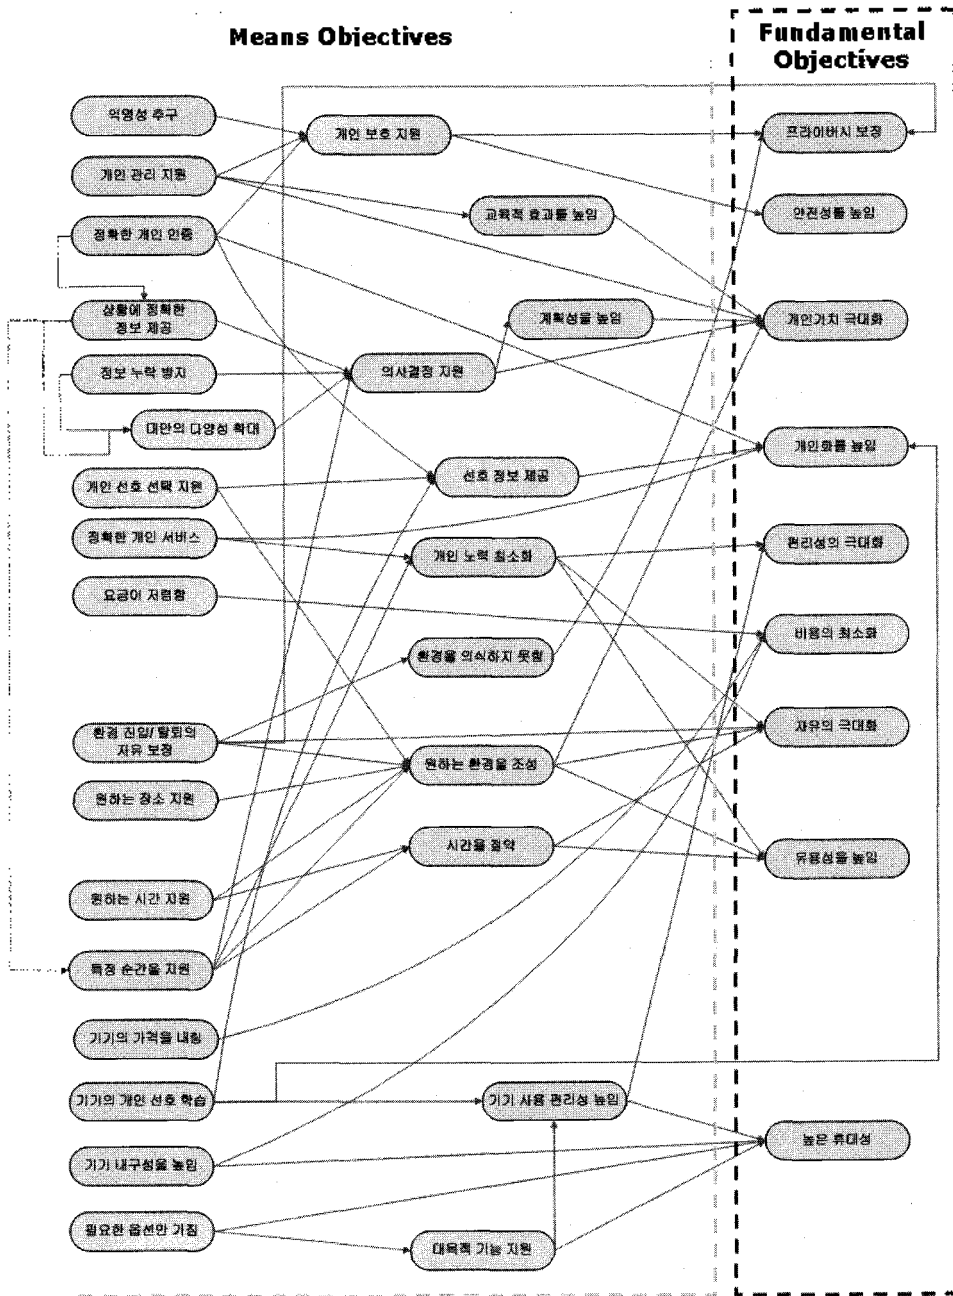 Means Objectives
Fundamental
Objectives
익명성 추구
개인 보호 지원
프라이버시 보장
개인 관리 지원
교육적 효과를 높임
안전성을 높임
정확한 개인 인증
상황에 정확한
정보 제공
계획성을 높임
개인가치 극대화
정보 누락 방지
의사결정 지원
대안의 다양성 확대
개인화를 높임
개인 선호 선택 지원
선호 정보 제공
정확한 개인 서비스
개인 노력 최소화
편리성의 극대화
요금이 저렴함
비용의 최소화
환경을 의식하지 못함
환경 진입/탈퇴의
자유 보장
원하는 환경을 조성
자유의 극대화
원하는 장소 지원
시간을 절약
유용성을 높임
원하는 시간 지원
특정 순간을 지원
기기의 가격을 내림
기기의 개인 선호 학습
기기 사용 편리성 높임
높은 휴대성
기기 내구성을 높임
필요한 옵션만 가짐
다목적 기능 지원